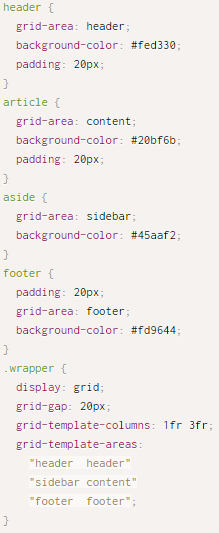 header {
  grid-area: header;
  background-color: #fed330;
  padding: 20px;
}
article {
  grid-area: content;
  background-color: #20bf6b;
  padding: 20px;
}
aside {
  grid-area: sidebar;
  background-color: #45aaf2;
}
footer {
  padding: 20px;
  grid-area: footer;
  background-color: #fd9644;
}
.wrapper {
  display: grid;
  grid-gap: 20px;
  grid-template-columns: 1fr 3fr;
  grid-template-areas:
    "header  header"
    "sidebar content"
    "footer  footer";
}